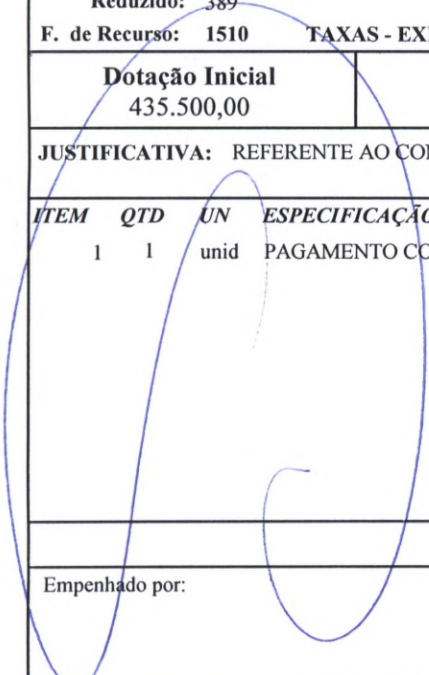 Reduzido: 389
F. de Recurso: 1510 TAXAS - EX
Dotação Inicial
435.500,00
JUSTIFICATIVA: REFERENTE AO CO
ITEM QTD UN ESPECIFICAÇÃO
1 1 unid PAGAMENTO CO
Empenhado por: